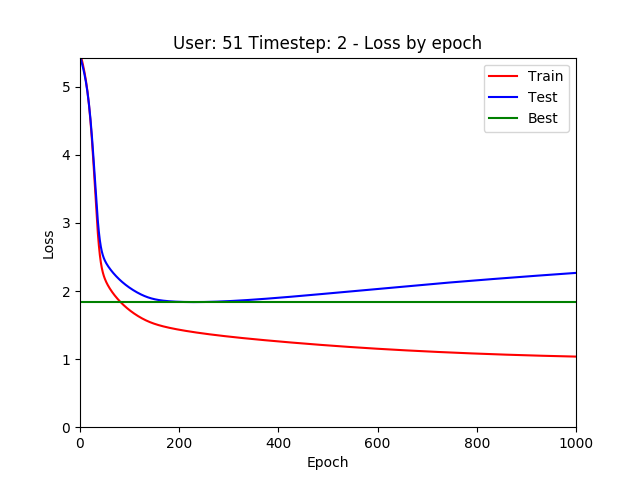 User: 51 Timestep: 2 - Loss by epoch
5
4
3
2
1
0
Loss
Train
Test
Best
0 200 400 600 800 1000
Epoch